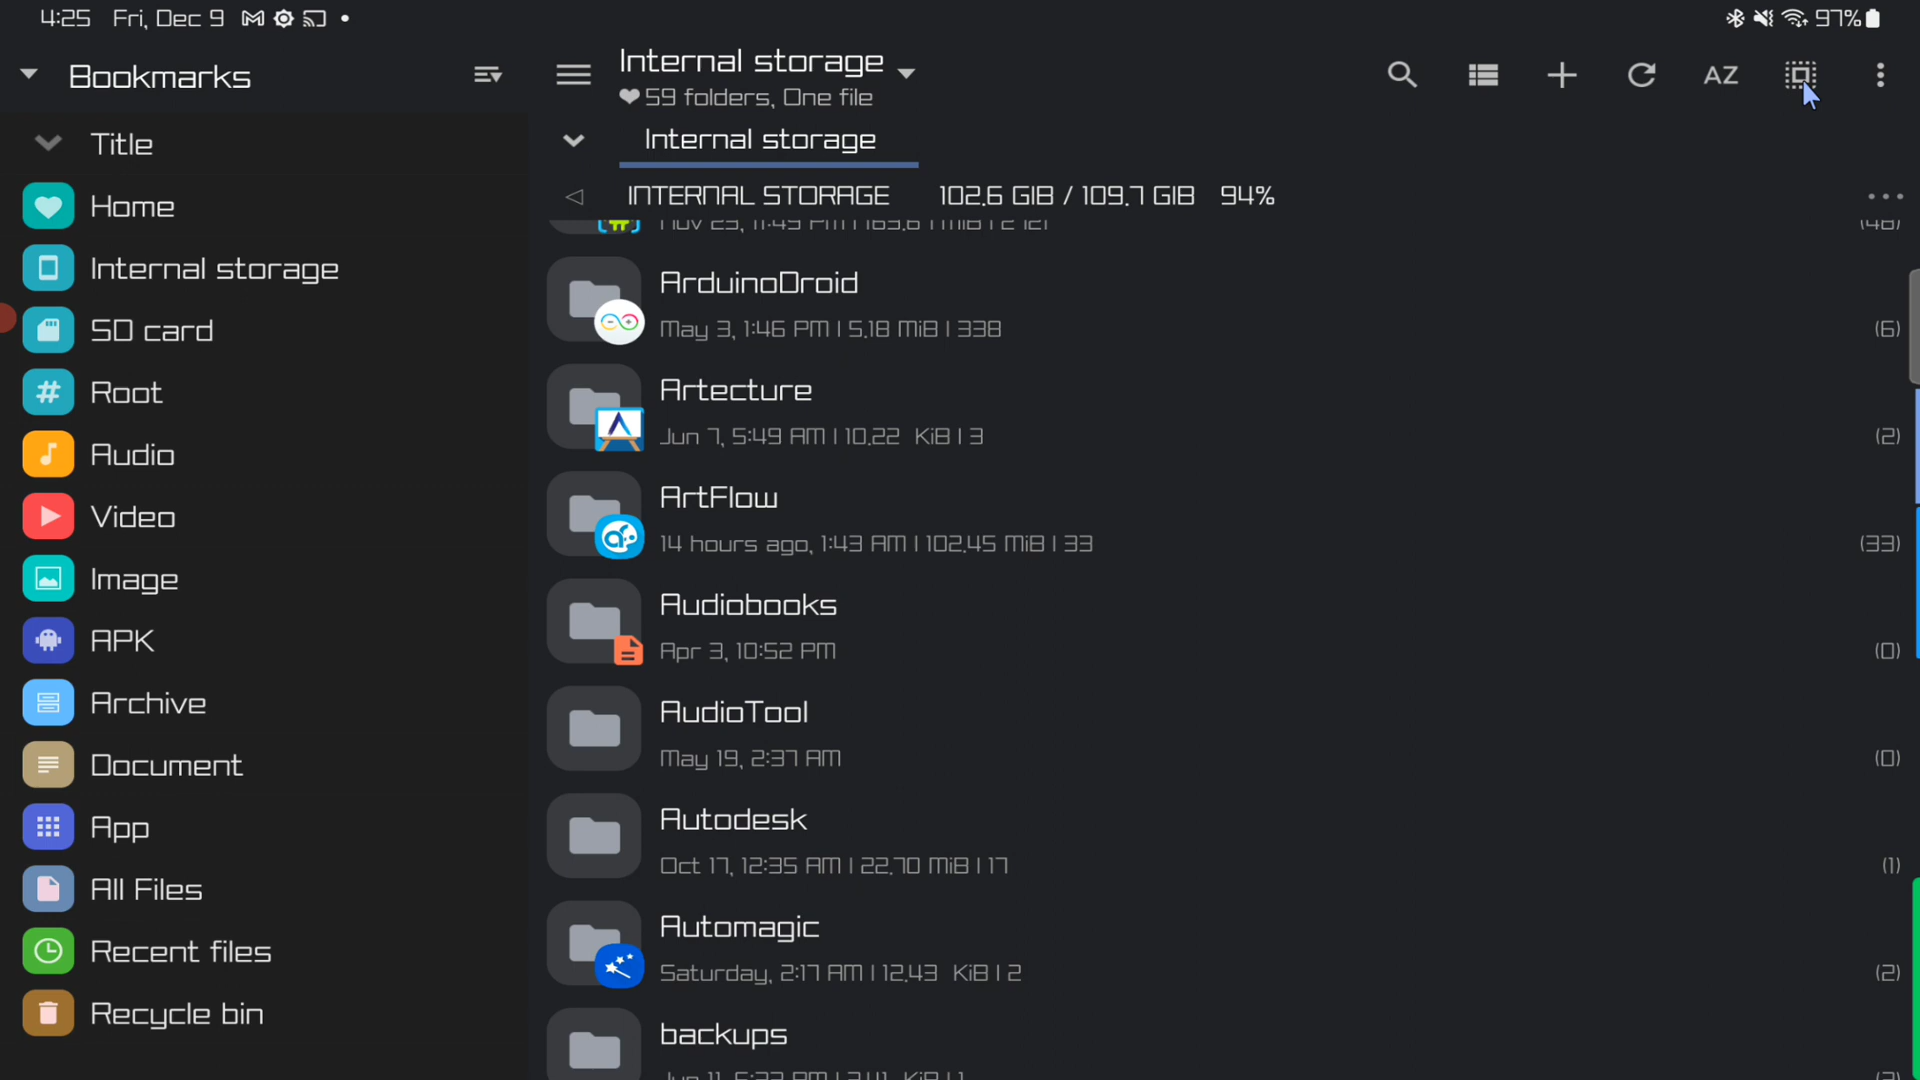 4:25 Fri, Dec 9
97%
Bookmarks
Title
Home
Internal storage
SD card
Root
Audio
Video
Image
APK
Archive
Document
App
All Files
Recent files
Recycle bin
Internal storage
59 folders, One file
AZ
Internal storage
INTERNAL STORAGE 102.6 GIB / 109.7 GIB 94%
ArduinoDroid
May 3, 1:46 PM | 5.18 MiB | 338
(6)
Artecture
Jun 7, 5:49 AM | 10.22 KiB | 3
(2)
ArtFlow
14 hours ago, 1:43 AM | 102.45 MiB | 33
(33)
Audiobooks
Apr 3, 10:52 PM
(0)
AudioTool
May 19, 2:37 AM
(0)
Autodesk
Oct 17, 12:35 AM | 22.70 MiB | 17
(1)
Automagic
Saturday, 2:17 AM | 12.43 KiB | 2
(2)
backups